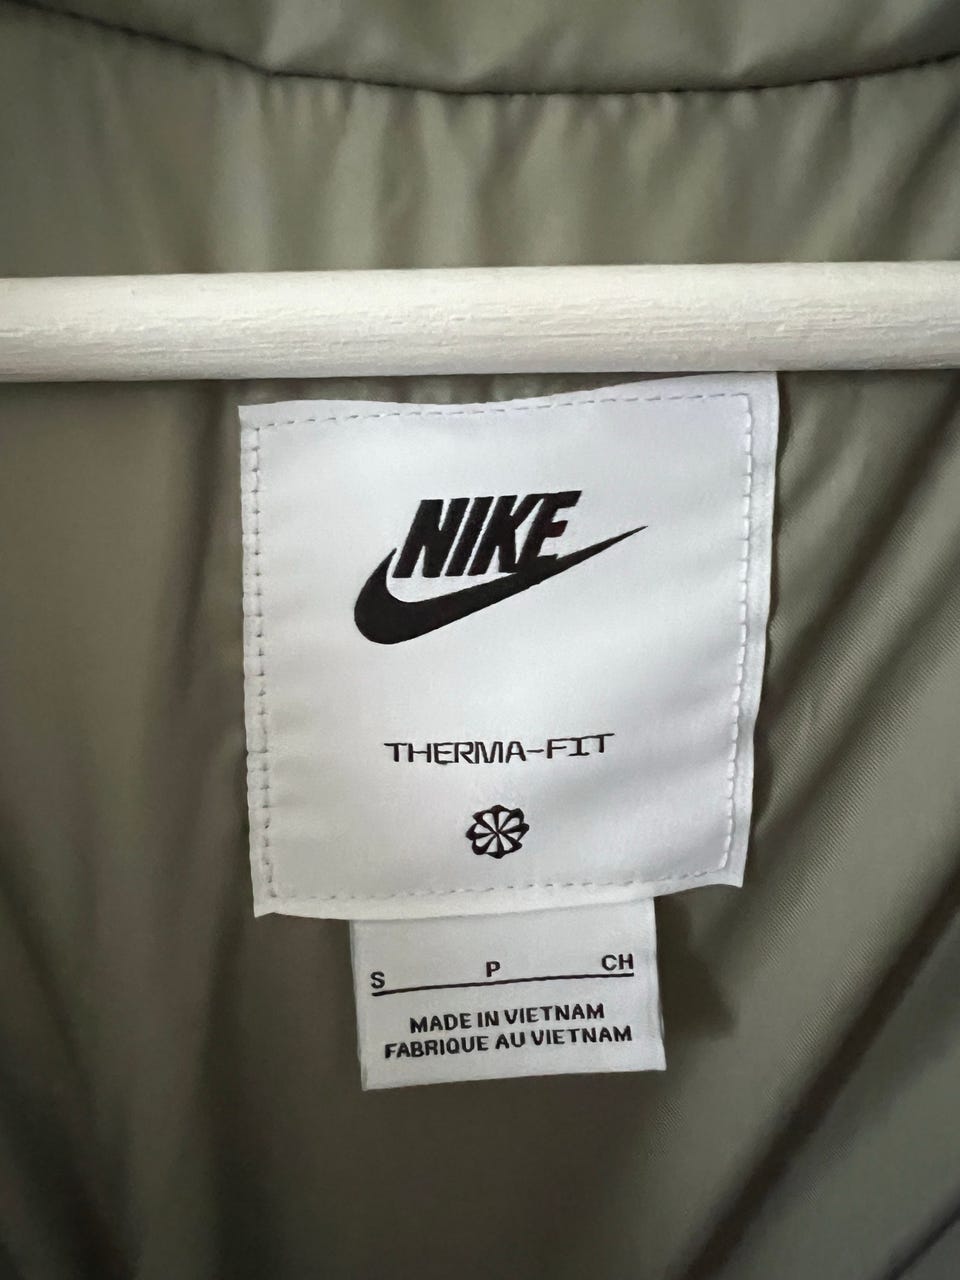 NIKE
THERMA-FIT
S P CH
MADE IN VIETNAM
FABRIQUE AU VIETNAM